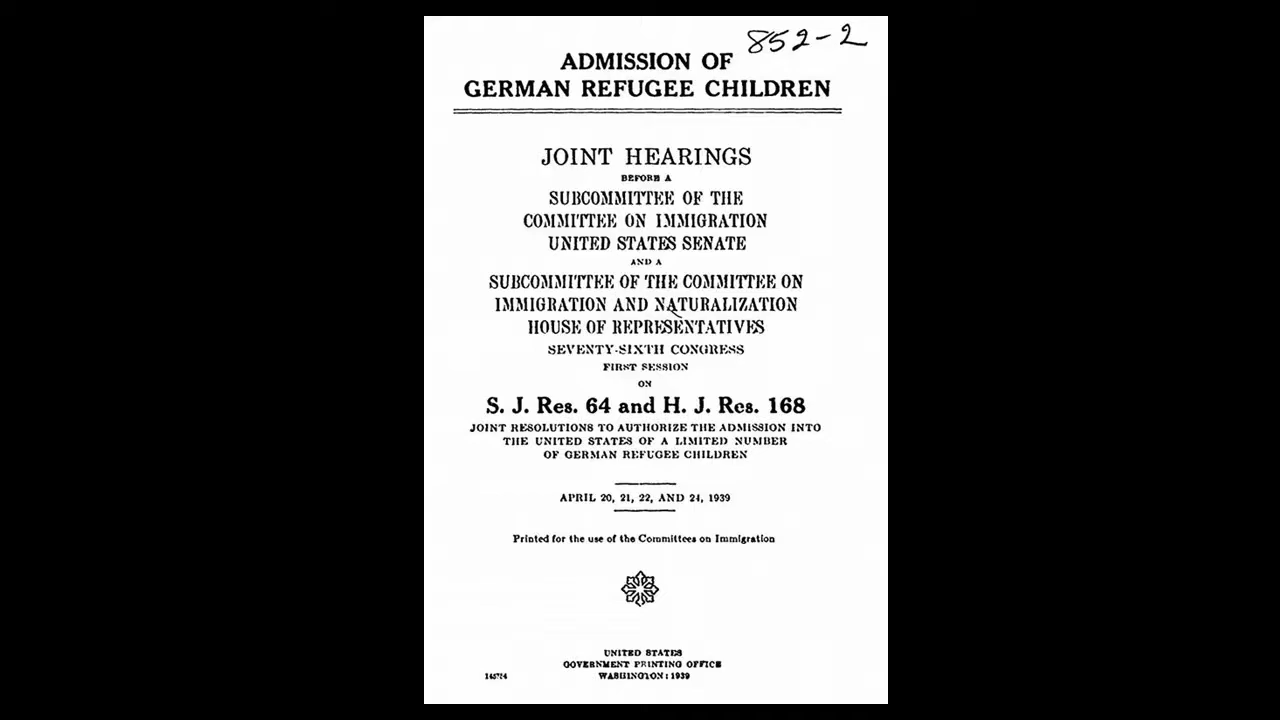 852-2
ADMISSION OF
GERMAN REFUGEE CHILDREN
JOINT HEARINGS
BEFORE A
SUBCOMMITTEE OF THE
COMMITTEE ON IMMIGRATION
UNITED STATES SENATE
AND A
SUBCOMMITTEE OF THE COMMITTEE ON
IMMIGRATION AND NATURALIZATION
HOUSE OF REPRESENTATIVES
SEVENTY-SIXTH CONGRESS
FIRST SESSION
ON
S. J. Res. 64 and H. J. Res. 168
JOINT RESOLUTIONS TO AUTHORIZE THE ADMISSION INTO
THE UNITED STATES OF A LIMITED NUMBER
OF GERMAN REFUGEE CHILDREN
APRIL 20, 21, 22, AND 24, 1939
Printed for the use of the Committees on Immigration
UNITED STATES
GOVERNMENT PRINTING OFFICE
WASHINGTON : 1939